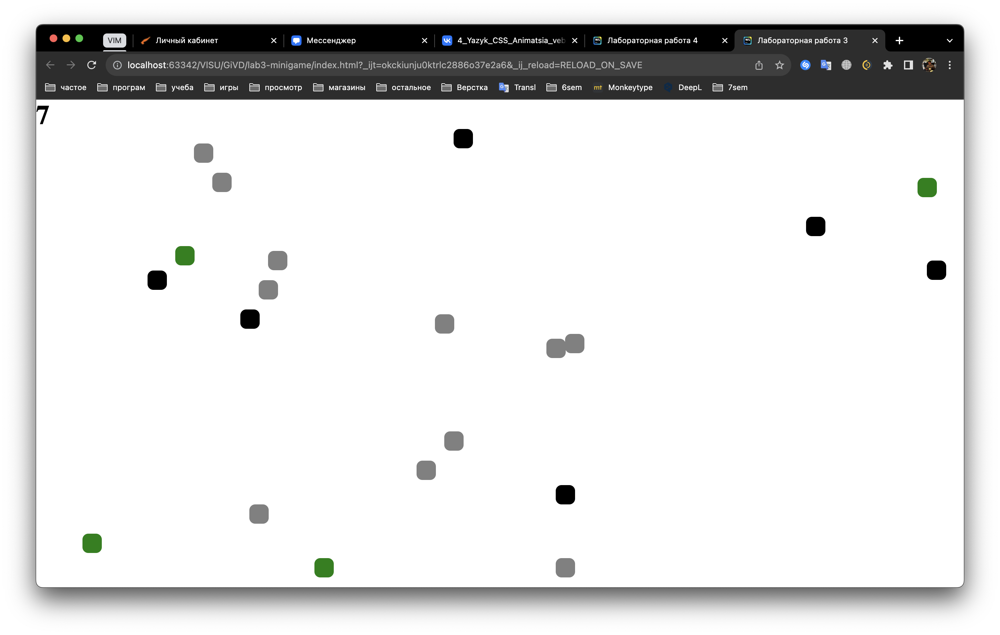 VIM Личный кабинет Мессенджер 4_Yazyk_CSS_Animatsia_veb Лабораторная работа 4 Лабораторная работа 3
localhost:63342/VlSU/GiVD/lab3-minigame/index.html?_ijt=okckiunju0ktrlc2886o37e2a6&_ij_reload=RELOAD_ON_SAVE
частое програм учеба игры просмотр магазины остальное Верстка Transl 6sem mt Monkeytype DeepL 7sem
7